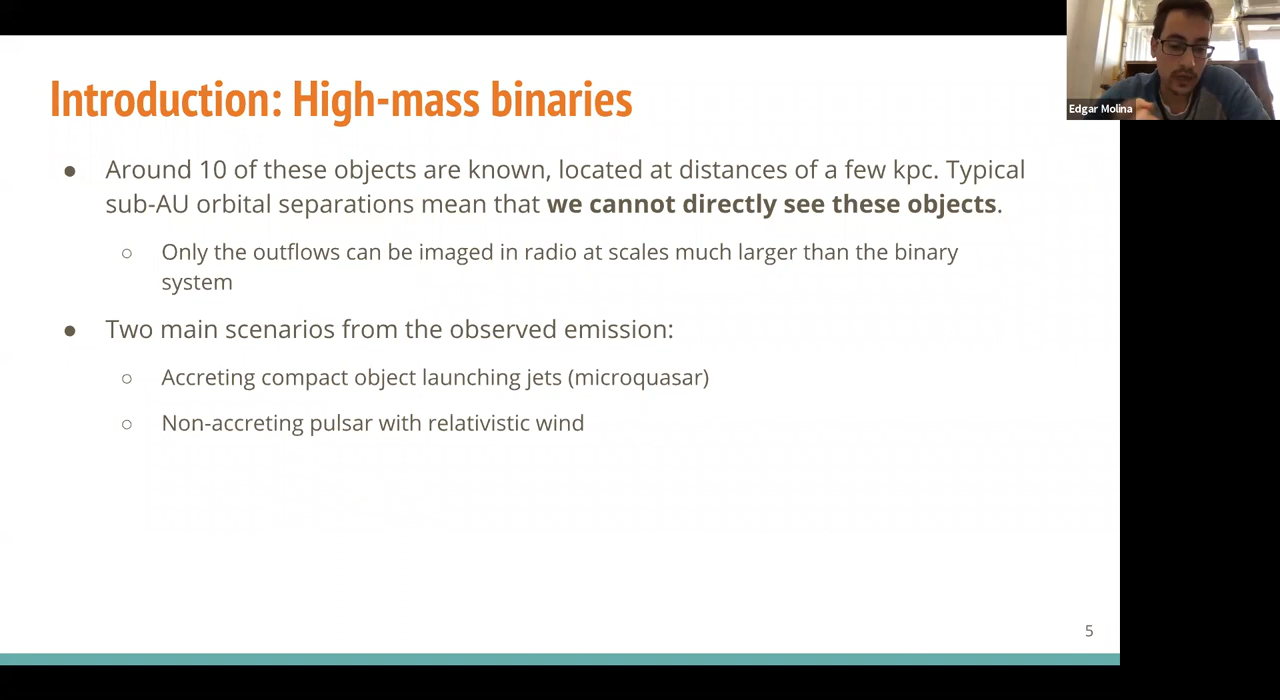 Introduction: High-mass binaries
Edgar Molina
● Around 10 of these objects are known, located at distances of a few kpc. Typical
sub-AU orbital separations mean that we cannot directly see these objects.
○ Only the outflows can be imaged in radio at scales much larger than the binary
system
● Two main scenarios from the observed emission:
○ Accreting compact object launching jets (microquasar)
○ Non-accreting pulsar with relativistic wind
5